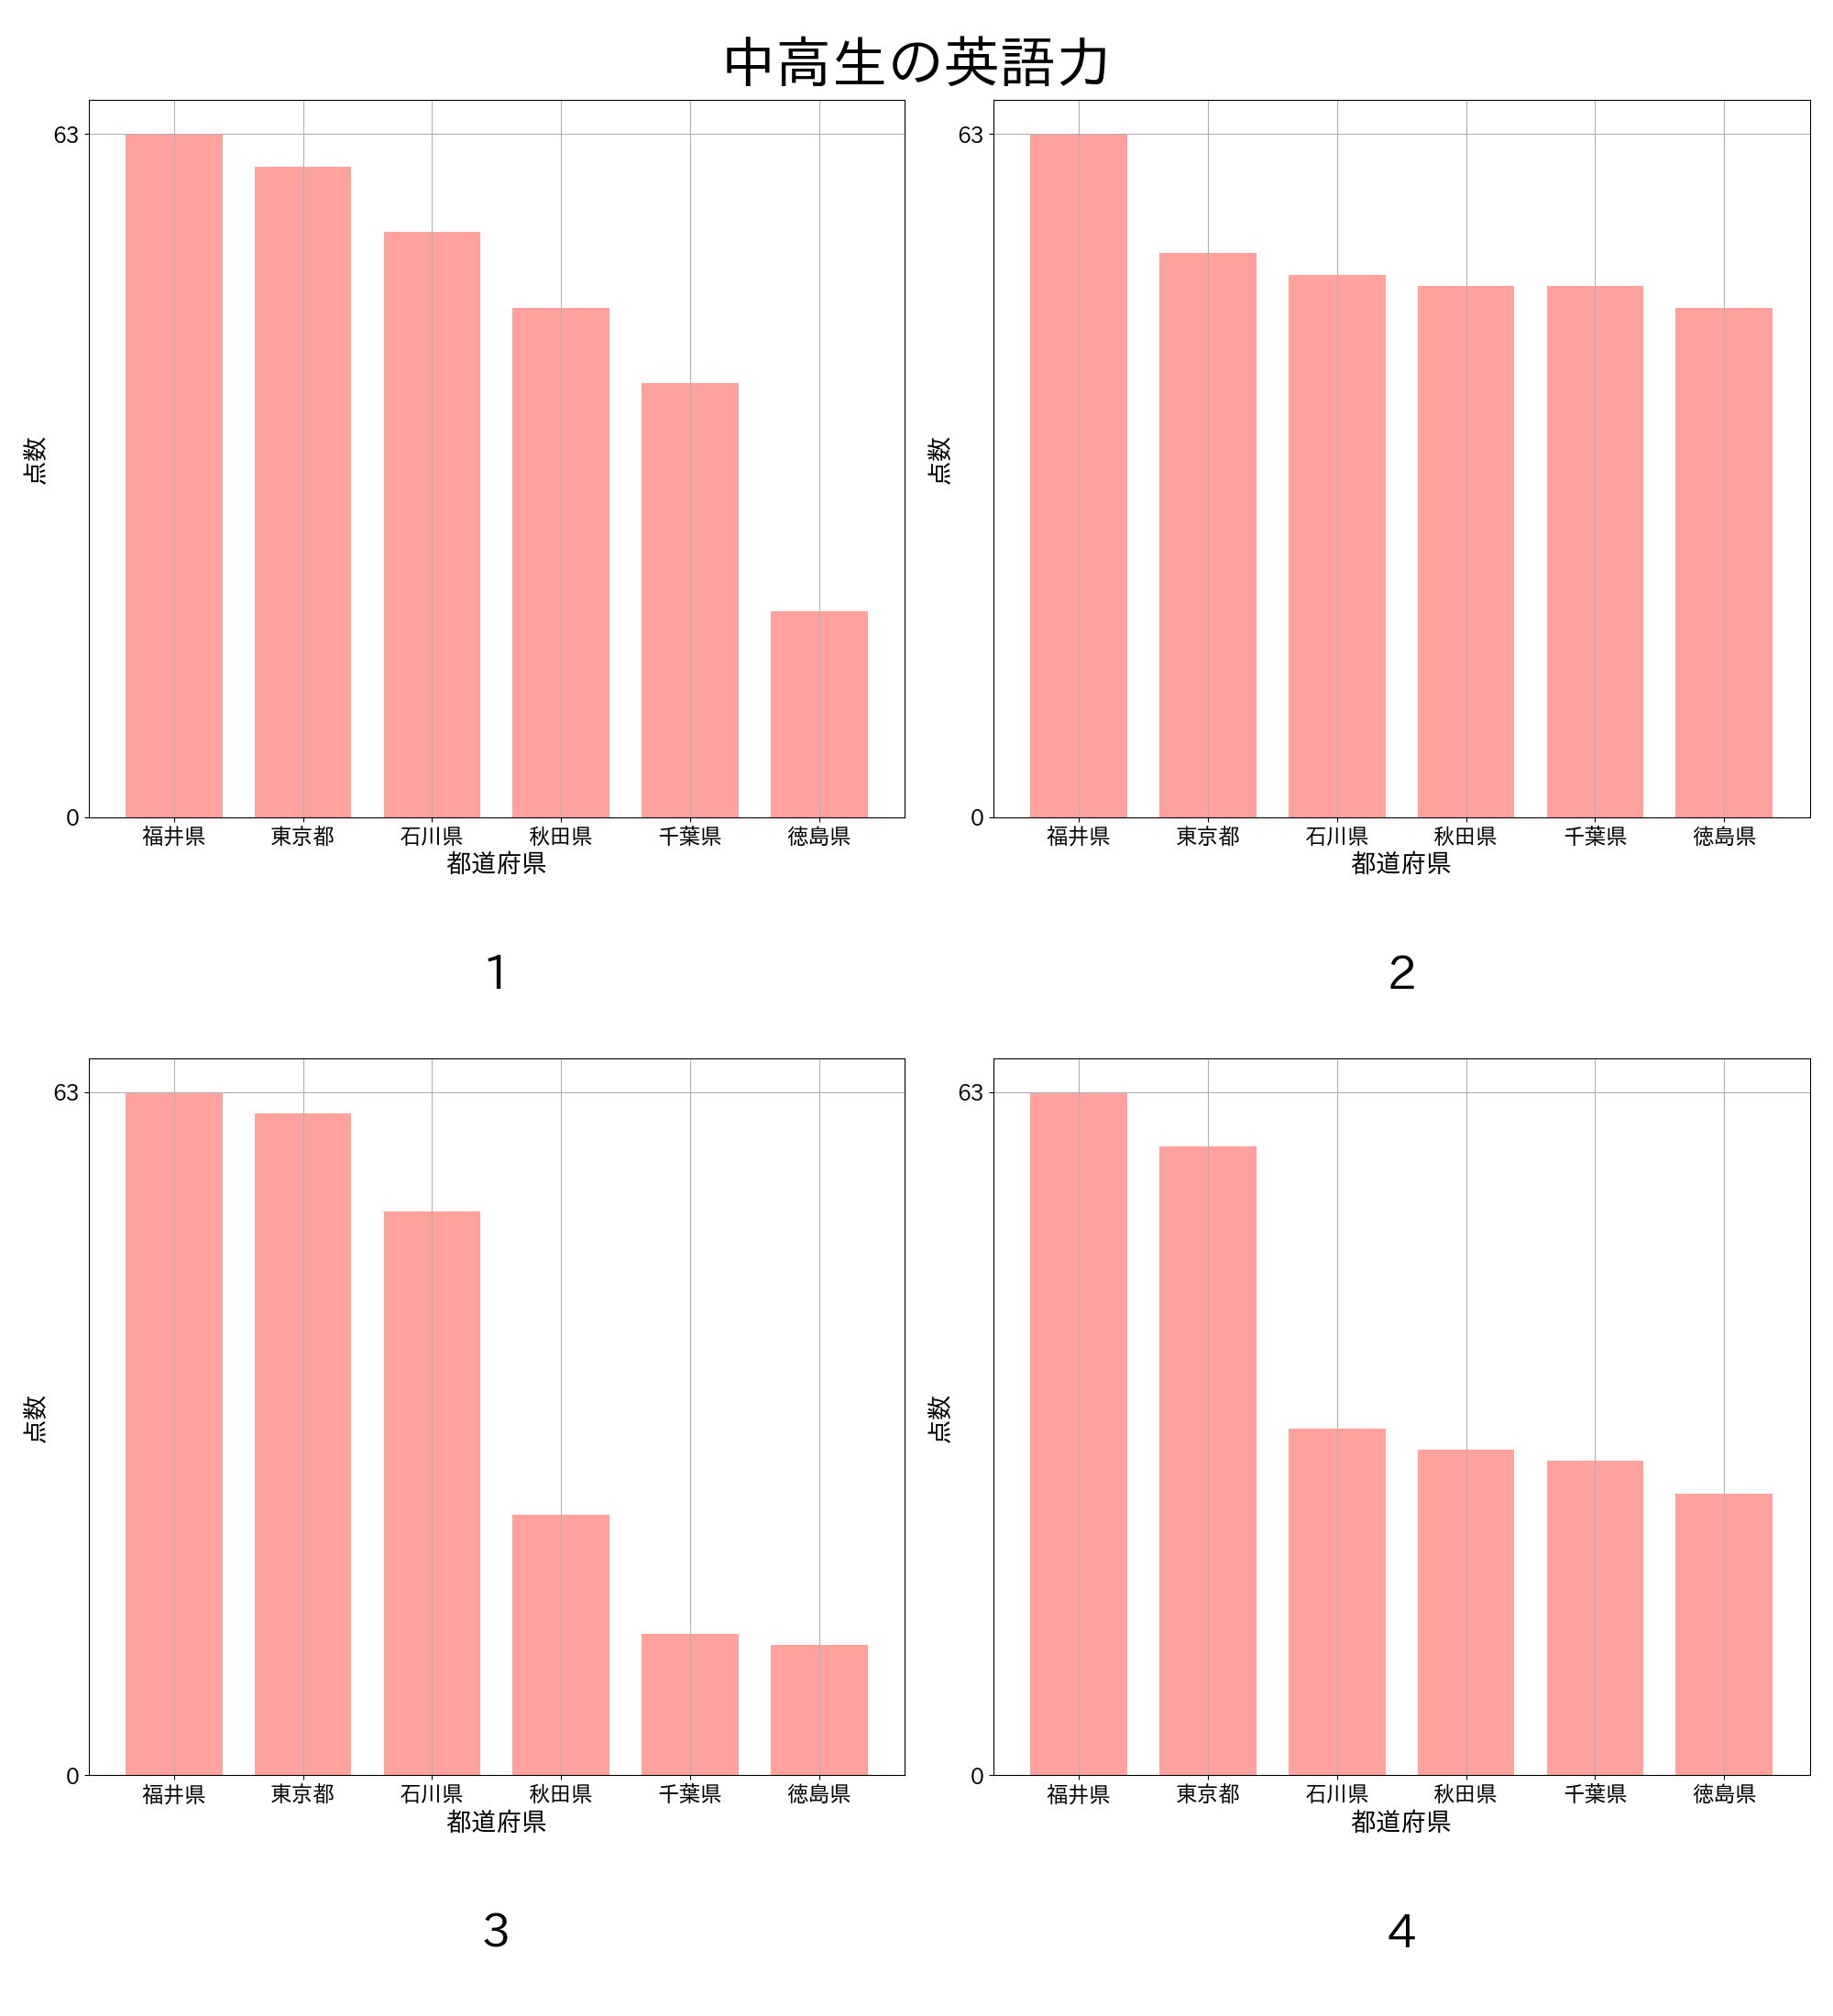 中高生の英語力
63
点数
0
福井県 東京都 石川県 秋田県 千葉県 徳島県
都道府県
1
63
点数
0
福井県 東京都 石川県 秋田県 千葉県 徳島県
都道府県
2
63
点数
0
福井県 東京都 石川県 秋田県 千葉県 徳島県
都道府県
3
63
点数
0
福井県 東京都 石川県 秋田県 千葉県 徳島県
都道府県
4